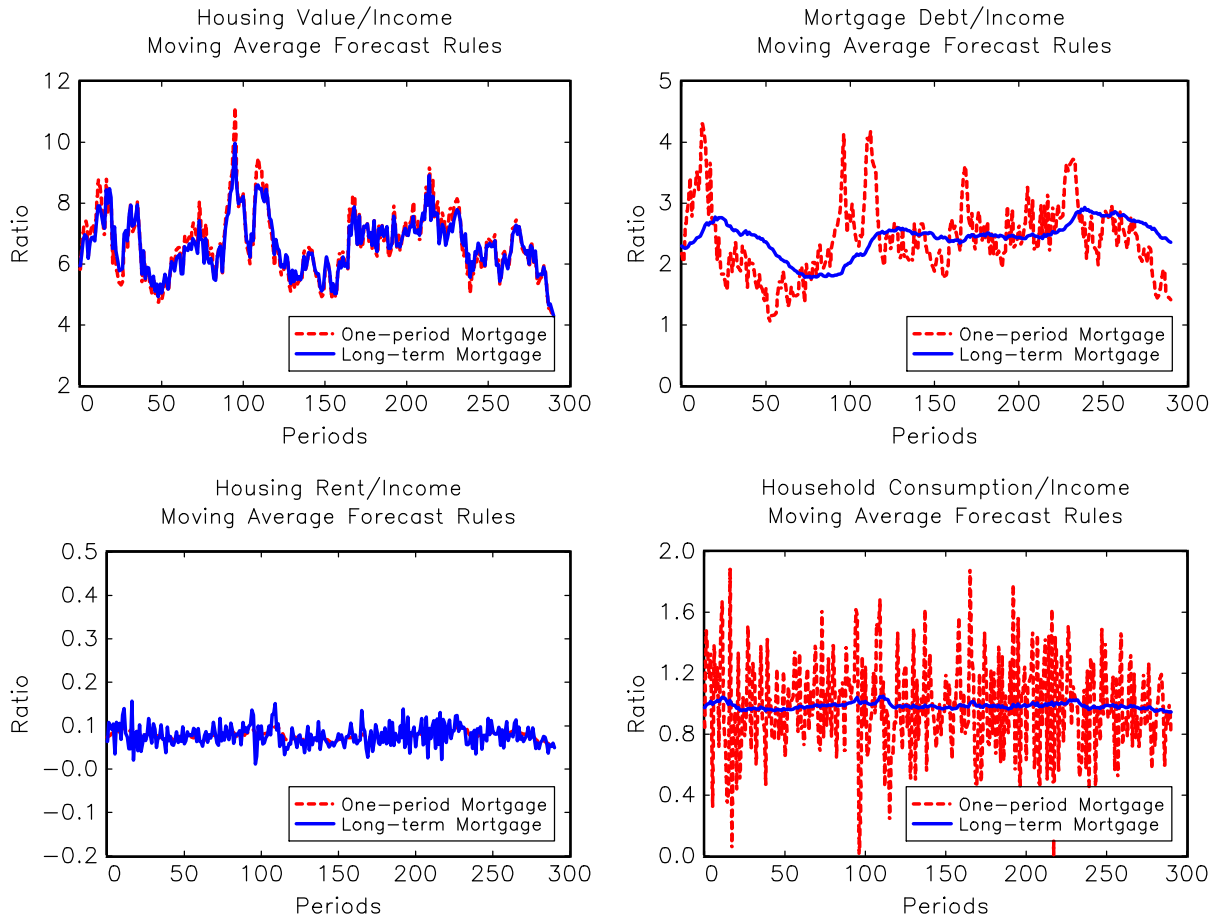 Housing Value/Income
Moving Average Forecast Rules
12
10
8
6
4
2
Ratio
0 50 100 150 200 250 300
Periods
One-period Mortgage
Long-term Mortgage
Mortgage Debt/Income
Moving Average Forecast Rules
5
4
3
2
1
0
Ratio
0 50 100 150 200 250 300
Periods
One-period Mortgage
Long-term Mortgage
Housing Rent/Income
Moving Average Forecast Rules
0.5
0.4
0.3
0.2
0.1
-0.0
-0.1
-0.2
Ratio
0 50 100 150 200 250 300
Periods
One-period Mortgage
Long-term Mortgage
Household Consumption/Income
Moving Average Forecast Rules
2.0
1.6
1.2
0.8
0.4
0.0
Ratio
0 50 100 150 200 250 300
Periods
One-period Mortgage
Long-term Mortgage